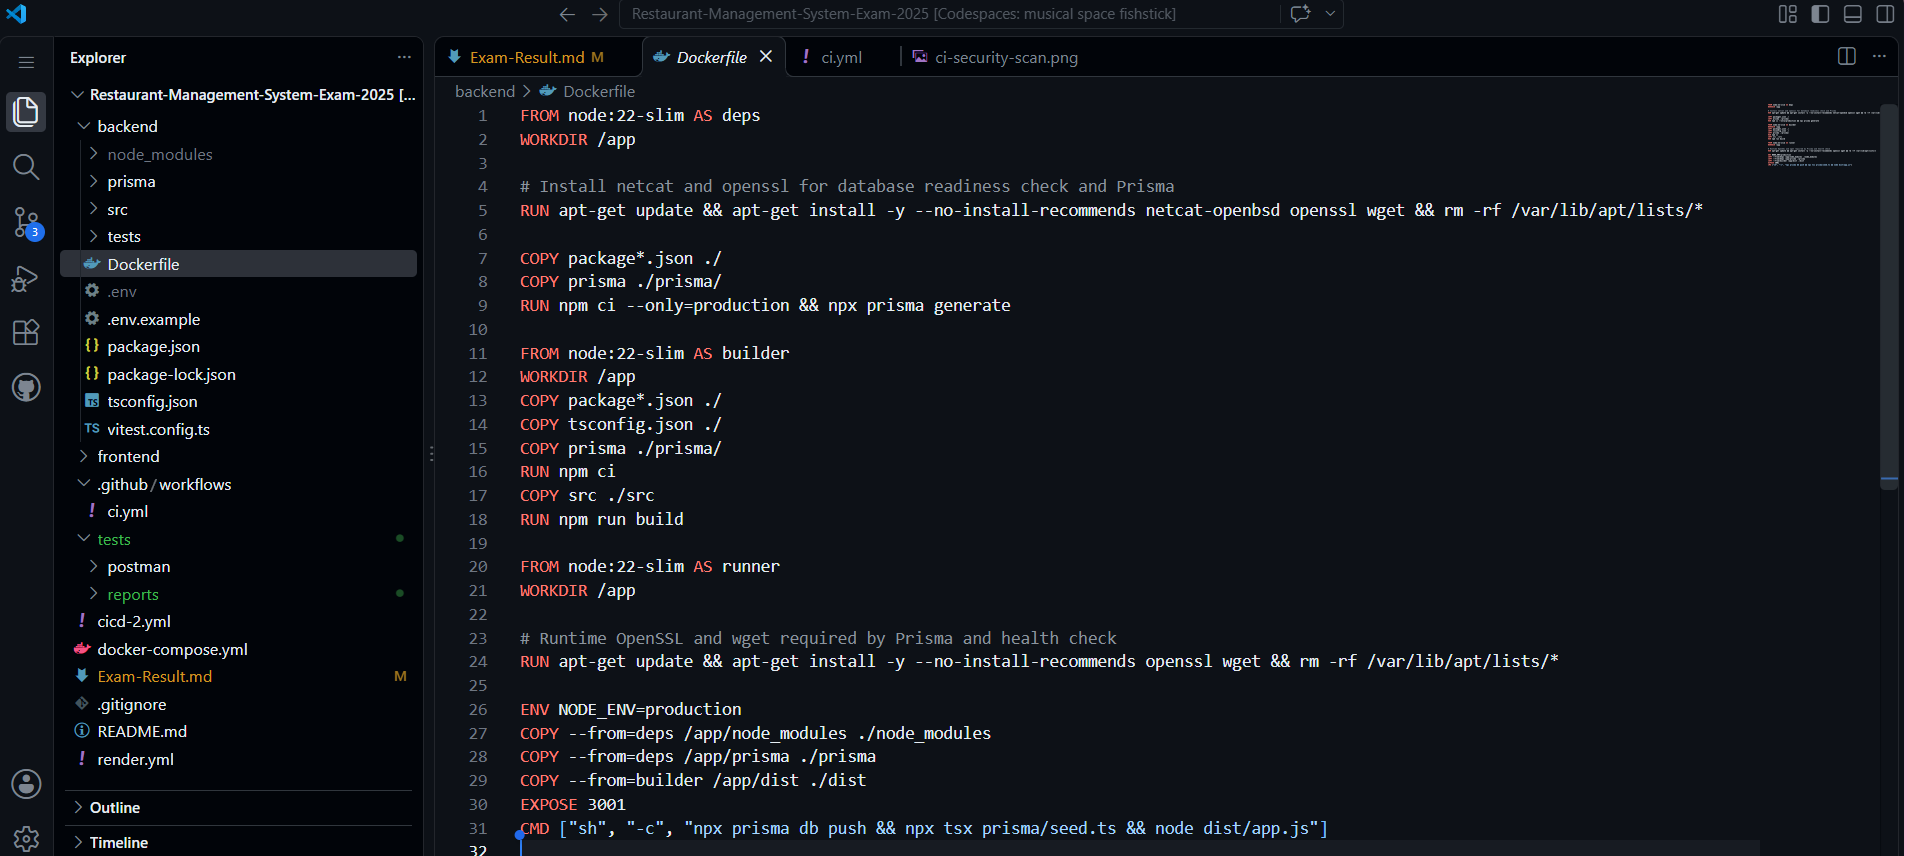 Restaurant-Management-System-Exam-2025 [Codespaces: musical space fishstick]
Explorer
Restaurant-Management-System-Exam-2025 [...
backend
node_modules
prisma
src
tests
Dockerfile
.env
.env.example
{} package.json
{} package-lock.json
TS tsconfig.json
TS vitest.config.ts
frontend
.github/workflows
! ci.yml
tests
postman
reports
! cicd-2.yml
docker-compose.yml
Exam-Result.md M
.gitignore
README.md
! render.yml
Outline
Timeline
3
Exam-Result.md M
Dockerfile
! ci.yml
ci-security-scan.png
backend > Dockerfile
1 FROM node:22-slim AS deps
2 WORKDIR /app
3
4 # Install netcat and openssl for database readiness check and Prisma
5 RUN apt-get update && apt-get install -y --no-install-recommends netcat-openbsd openssl wget && rm -rf /var/lib/apt/lists/*
6
7 COPY package*.json ./
8 COPY prisma ./prisma/
9 RUN npm ci --only=production && npx prisma generate
10
11 FROM node:22-slim AS builder
12 WORKDIR /app
13 COPY package*.json ./
14 COPY tsconfig.json ./
15 COPY prisma ./prisma/
16 RUN npm ci
17 COPY src ./src
18 RUN npm run build
19
20 FROM node:22-slim AS runner
21 WORKDIR /app
22
23 # Runtime OpenSSL and wget required by Prisma and health check
24 RUN apt-get update && apt-get install -y --no-install-recommends openssl wget && rm -rf /var/lib/apt/lists/*
25
26 ENV NODE_ENV=production
27 COPY --from=deps /app/node_modules ./node_modules
28 COPY --from=deps /app/prisma ./prisma
29 COPY --from=builder /app/dist ./dist
30 EXPOSE 3001
31 CMD ["sh", "-c", "npx prisma db push && npx tsx prisma/seed.ts && node dist/app.js"]
32